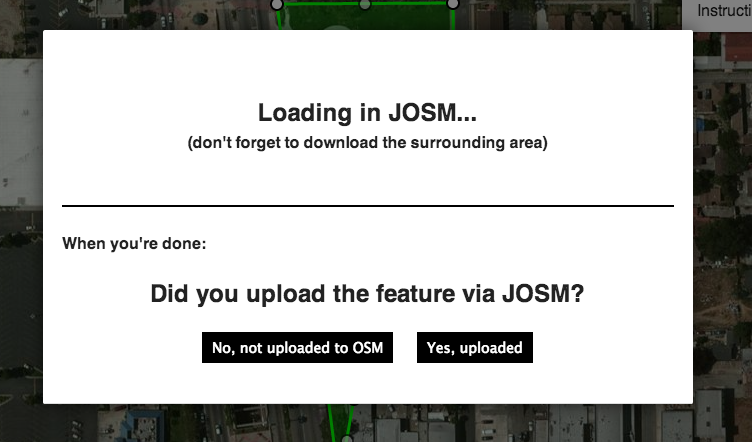 Instructi
Loading in JOSM...
(don't forget to download the surrounding area)
When you're done:
Did you upload the feature via JOSM?
No, not uploaded to OSM
Yes, uploaded